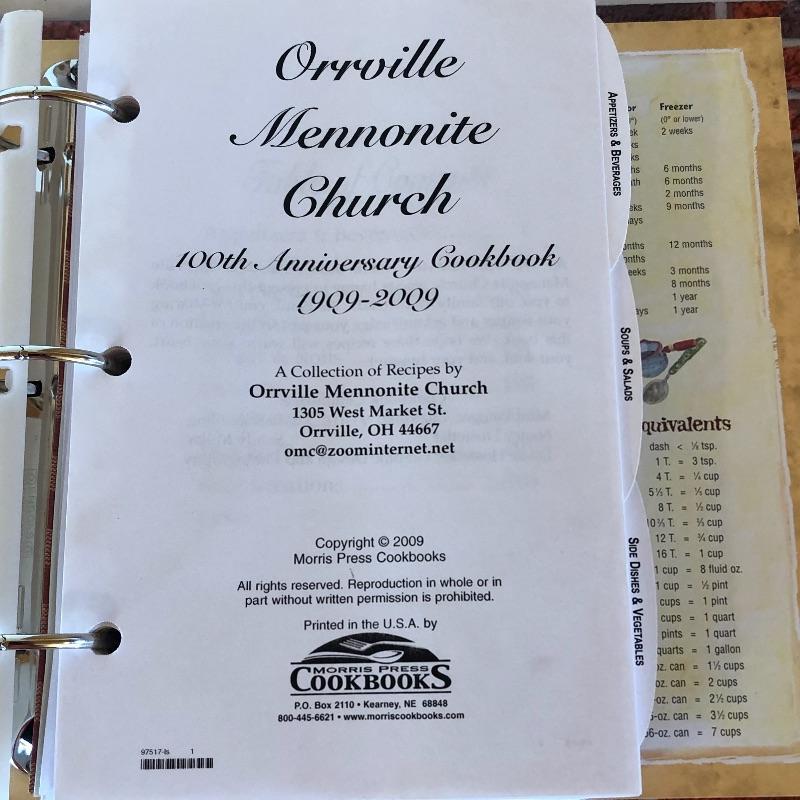 Orrville
Mennonite
Church
100th Anniversary Cookbook
1909-2009
A Collection of Recipes by
Orrville Mennonite Church
1305 West Market St.
Orrville, OH 44667
omc@zoominternet.net
Copyright © 2009
Morris Press Cookbooks
All rights reserved. Reproduction in whole or in
part without written permission is prohibited.
Printed in the U.S.A. by
MORRIS PRESS
COOKBOOKS
P.O. Box 2110 • Kearney, NE 68848
800-445-6621 • www.morriscookbooks.com
97517-ls 1
APPETIZERS & BEVERAGES
SOUPS & SALADS
SIDE DISHES & VEGETABLES
Freezer
(0° or lower)
2 weeks
6 months
6 months
2 months
9 months
12 months
3 months
8 months
1 year
1 year
quivalents
dash < ⅛ tsp.
1 T. = 3 tsp.
4 T. = ¼ cup
5⅓ T. = ⅓ cup
8 T. = ½ cup
10⅔ T. = ⅔ cup
12 T. = ¾ cup
16 T. = 1 cup
1 cup = 8 fluid oz.
1 cup = ½ pint
cups = 1 pint
cups = 1 quart
pints = 1 quart
quarts = 1 gallon
oz. can = 1⅓ cups
oz. can = 2 cups
oz. can = 2½ cups
-oz. can = 3½ cups
6-oz. can = 7 cups